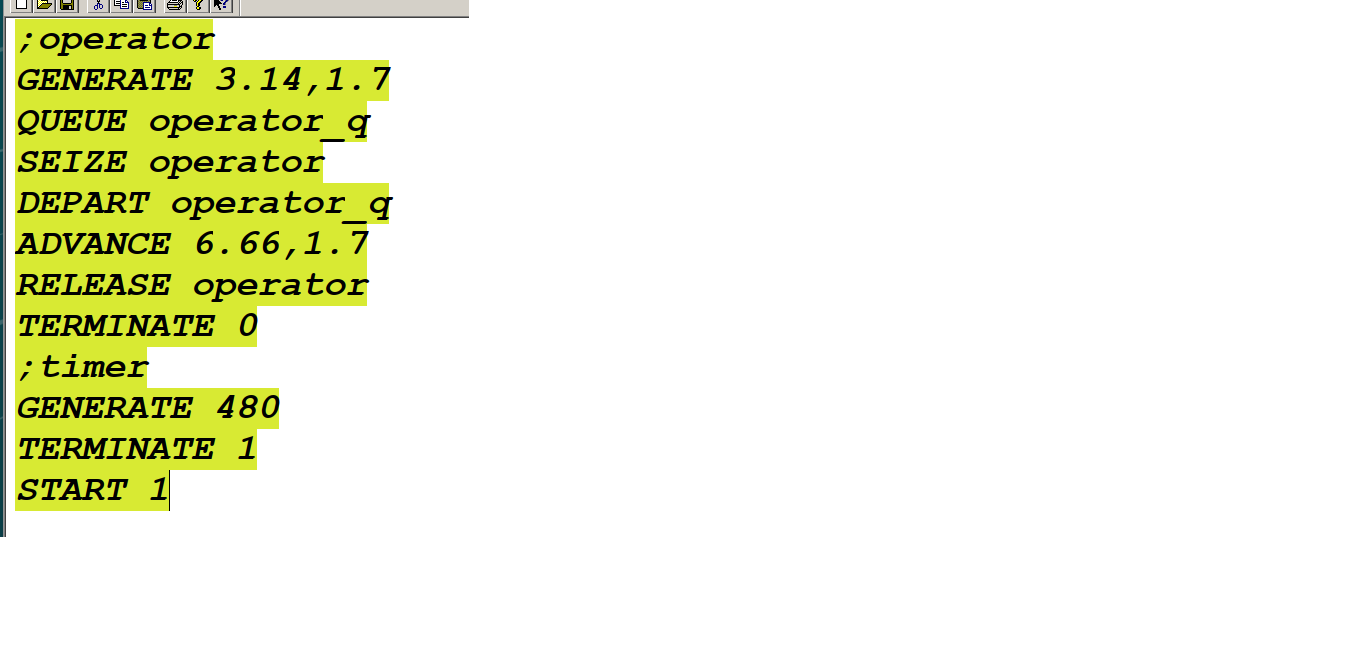 ;operator
GENERATE 3.14,1.7
QUEUE operator_q
SEIZE operator
DEPART operator_q
ADVANCE 6.66,1.7
RELEASE operator
TERMINATE 0
;timer
GENERATE 480
TERMINATE 1
START 1